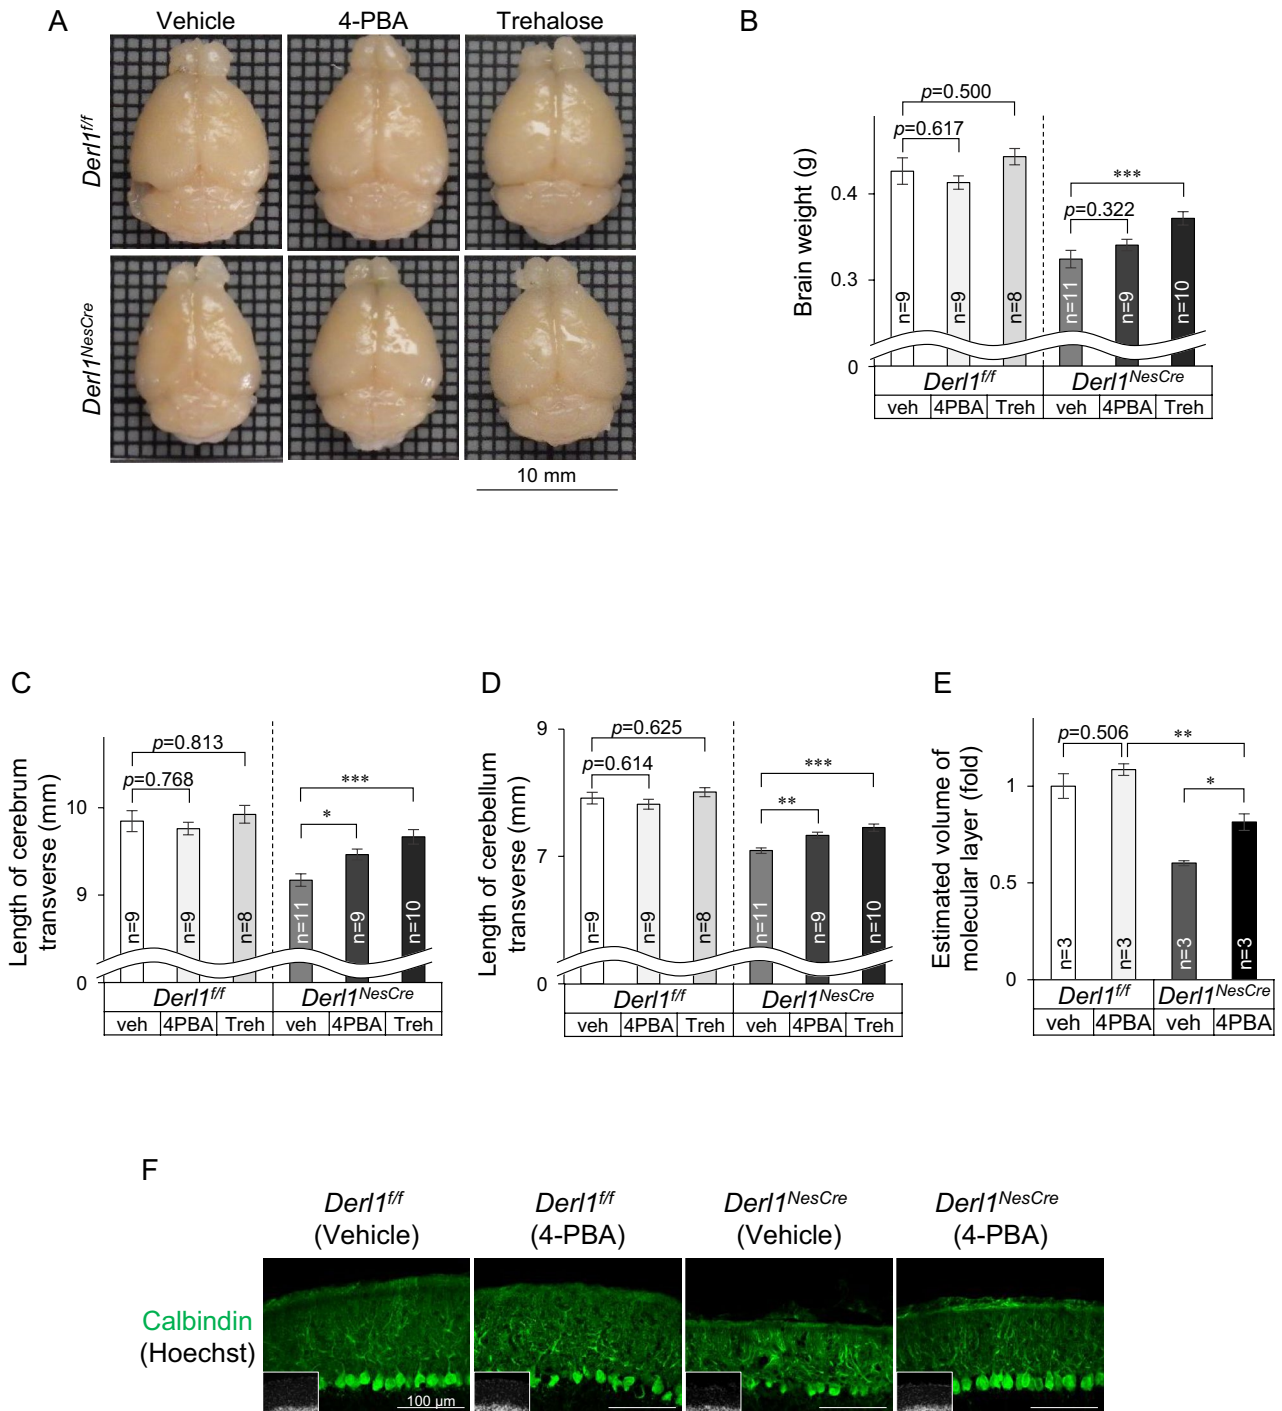 A
Vehicle 4-PBA Trehalose
Derl1f/f
Derl1NesCre
10 mm
B
Brain weight (g)
p=0.500
p=0.617
***
p=0.322
0.4
0.3
0
n=9 n=9 n=8 n=11 n=9 n=10
Derl1f/f Derl1NesCre
veh 4PBA Treh veh 4PBA Treh
C
Length of cerebrum
transverse (mm)
p=0.813
p=0.768
***
*
10
9
0
n=9 n=9 n=8 n=11 n=9 n=10
Derl1f/f Derl1NesCre
veh 4PBA Treh veh 4PBA Treh
D
Length of cerebellum
transverse (mm)
9
p=0.625
p=0.614
***
**
7
0
n=9 n=9 n=8 n=11 n=9 n=10
Derl1f/f Derl1NesCre
veh 4PBA Treh veh 4PBA Treh
E
Estimated volume of
molecular layer (fold)
p=0.506 **
*
1
0.5
0
n=3 n=3 n=3 n=3
Derl1f/f Derl1NesCre
veh 4PBA veh 4PBA
F
Derl1f/f Derl1f/f Derl1NesCre Derl1NesCre
(Vehicle) (4-PBA) (Vehicle) (4-PBA)
Calbindin
(Hoechst)
100 μm